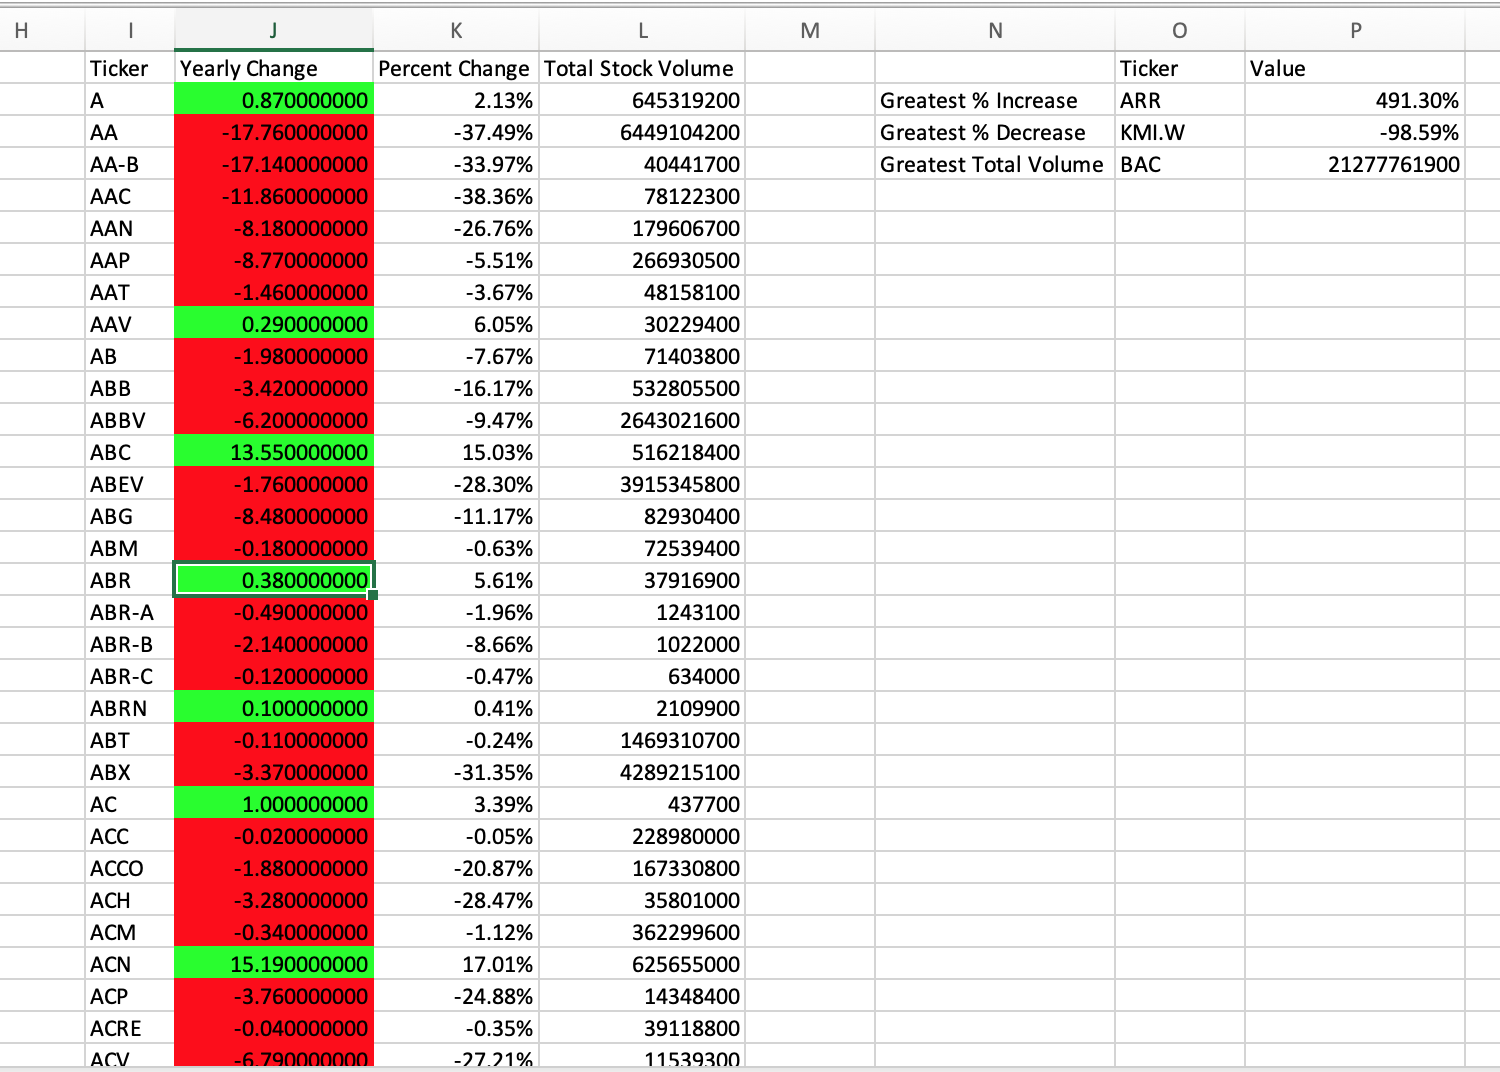 H I J K L M N O P
Ticker Yearly Change Percent Change Total Stock Volume Ticker Value
A 0.870000000 2.13% 645319200 Greatest % Increase ARR 491.30%
AA -17.760000000 -37.49% 6449104200 Greatest % Decrease KMI.W -98.59%
AA-B -17.140000000 -33.97% 40441700 Greatest Total Volume BAC 21277761900
AAC -11.860000000 -38.36% 78122300
AAN -8.180000000 -26.76% 179606700
AAP -8.770000000 -5.51% 266930500
AAT -1.460000000 -3.67% 48158100
AAV 0.290000000 6.05% 30229400
AB -1.980000000 -7.67% 71403800
ABB -3.420000000 -16.17% 532805500
ABBV -6.200000000 -9.47% 2643021600
ABC 13.550000000 15.03% 516218400
ABEV -1.760000000 -28.30% 3915345800
ABG -8.480000000 -11.17% 82930400
ABM -0.180000000 -0.63% 72539400
ABR 0.380000000 5.61% 37916900
ABR-A -0.490000000 -1.96% 1243100
ABR-B -2.140000000 -8.66% 1022000
ABR-C -0.120000000 -0.47% 634000
ABRN 0.100000000 0.41% 2109900
ABT -0.110000000 -0.24% 1469310700
ABX -3.370000000 -31.35% 4289215100
AC 1.000000000 3.39% 437700
ACC -0.020000000 -0.05% 228980000
ACCO -1.880000000 -20.87% 167330800
ACH -3.280000000 -28.47% 35801000
ACM -0.340000000 -1.12% 362299600
ACN 15.190000000 17.01% 625655000
ACP -3.760000000 -24.88% 14348400
ACRE -0.040000000 -0.35% 39118800
ACV -6.790000000 -27.21% 11539300